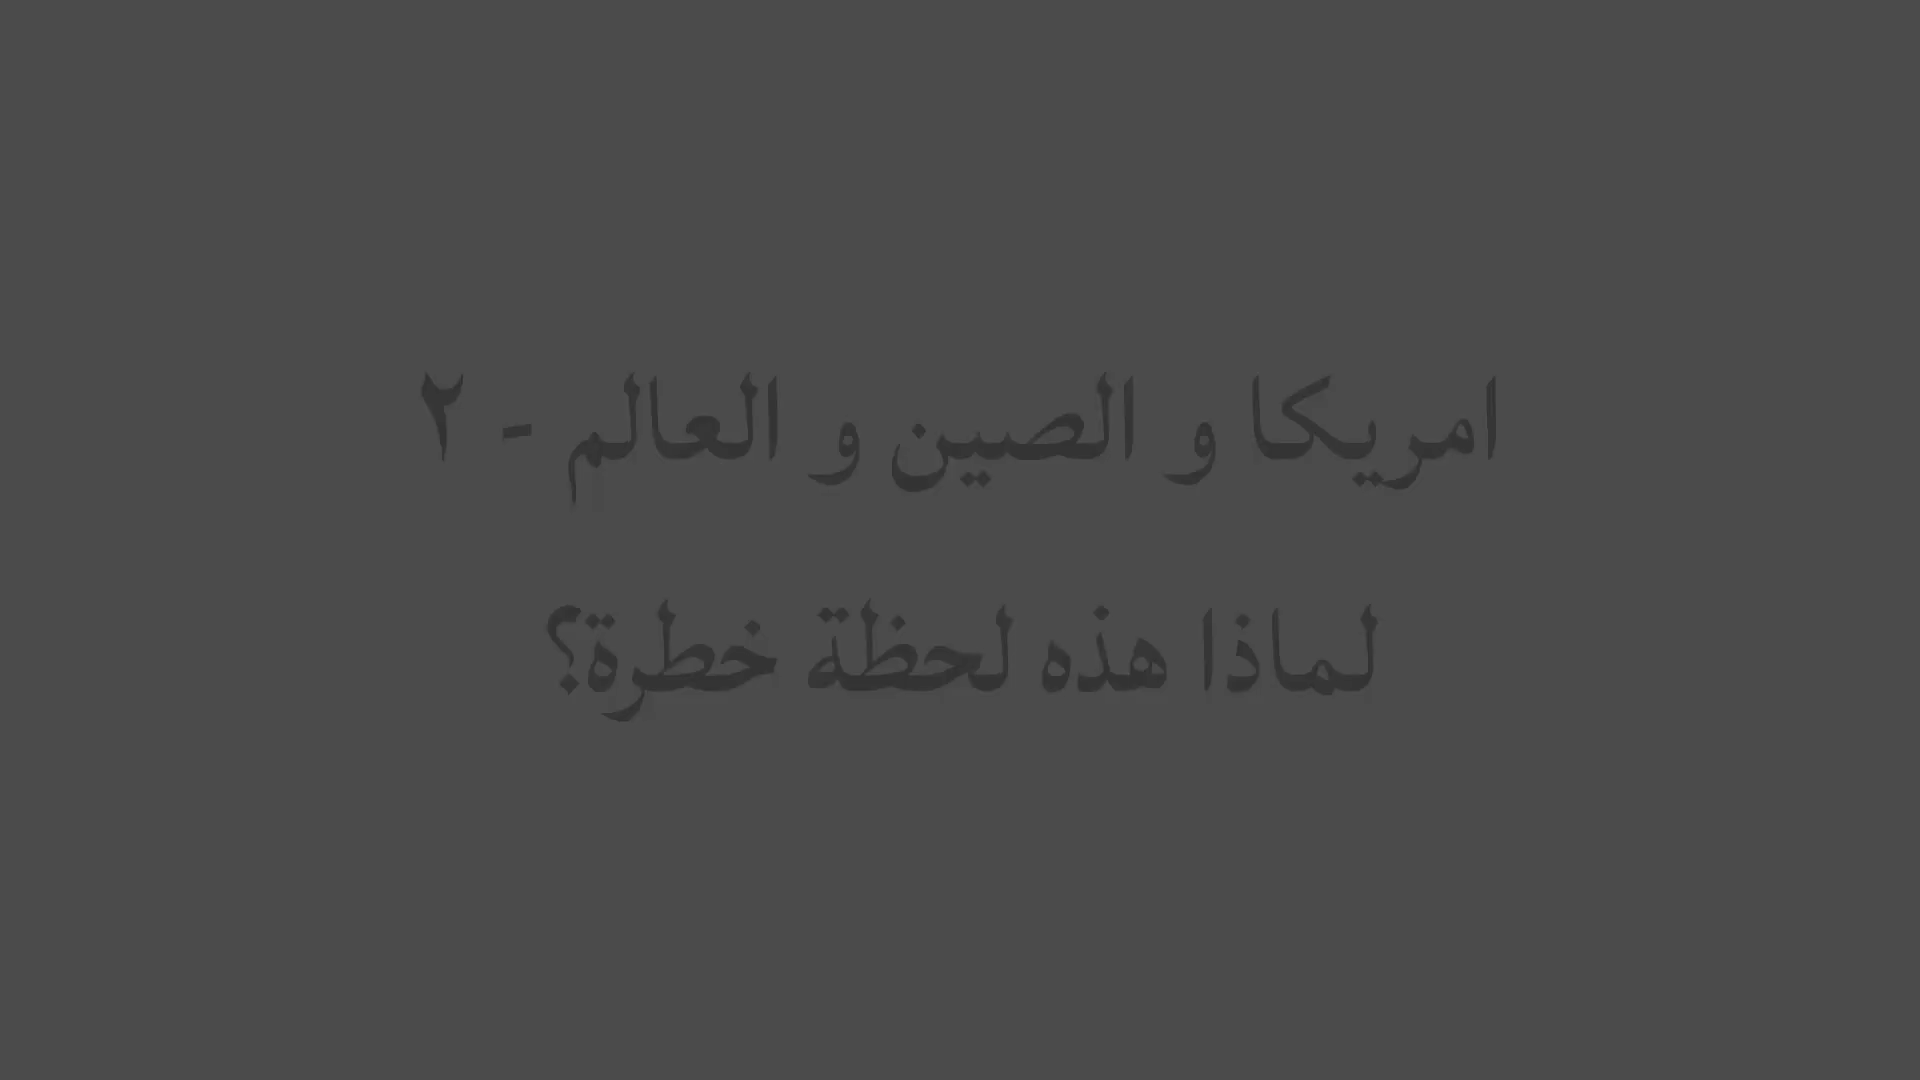 امريكا و الصين و العالم - ٢
لماذا هذه لحظة خطرة؟